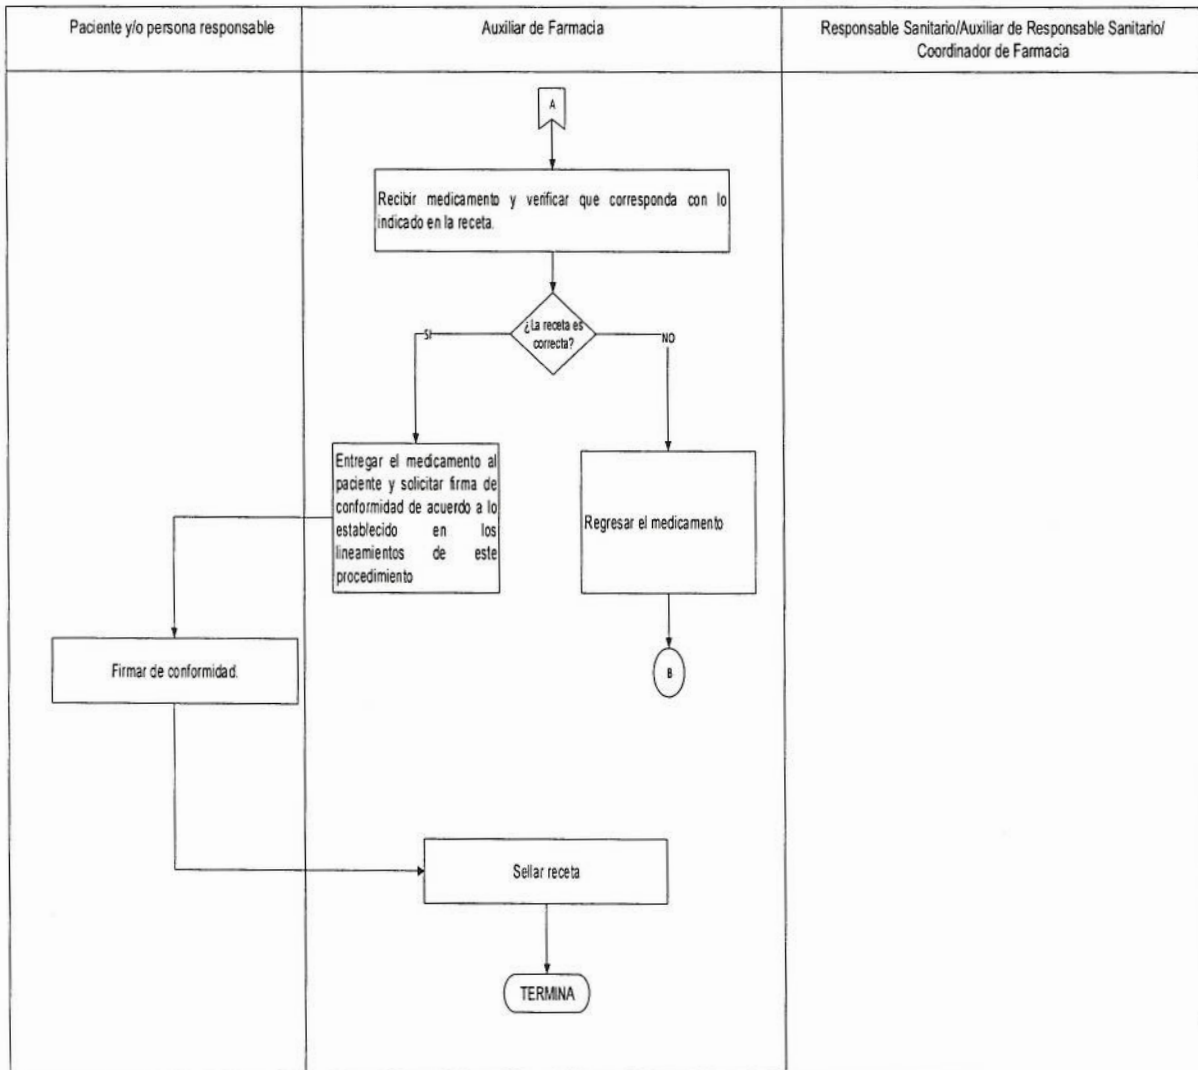 Paciente y/o persona responsable
Auxiliar de Farmacia
Responsable Sanitario/Auxiliar de Responsable Sanitario/
Coordinador de Farmacia
A
Recibir medicamento y verificar que corresponda con lo
indicado en la receta.
¿La receta es
correcta?
SI
NO
Entregar el medicamento al
paciente y solicitar firma de
conformidad de acuerdo a lo
establecido en los
lineamientos de este
procedimiento
Regresar el medicamento
Firmar de conformidad.
B
Sellar receta
TERMINA